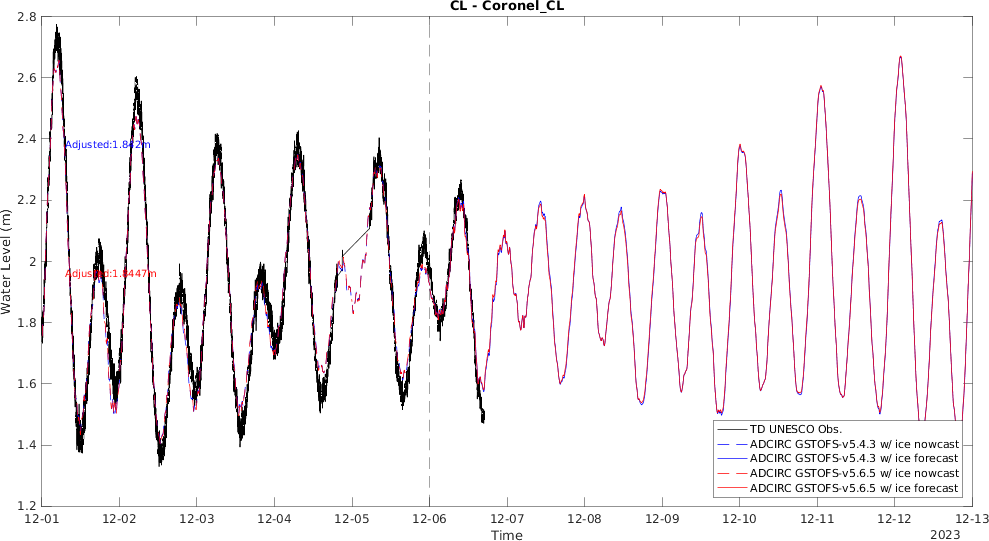 CL - Coronel_CL
2.8
2.6
2.4
2.2
2
1.8
1.6
1.4
1.2
Water Level (m)
Adjusted:1.842m
Adjusted:1.8447m
TD UNESCO Obs.
ADCIRC GSTOFS-v5.4.3 w/ ice nowcast
ADCIRC GSTOFS-v5.4.3 w/ ice forecast
ADCIRC GSTOFS-v5.6.5 w/ ice nowcast
ADCIRC GSTOFS-v5.6.5 w/ ice forecast
12-01 12-02 12-03 12-04 12-05 12-06 12-07 12-08 12-09 12-10 12-11 12-12 12-13
Time
2023